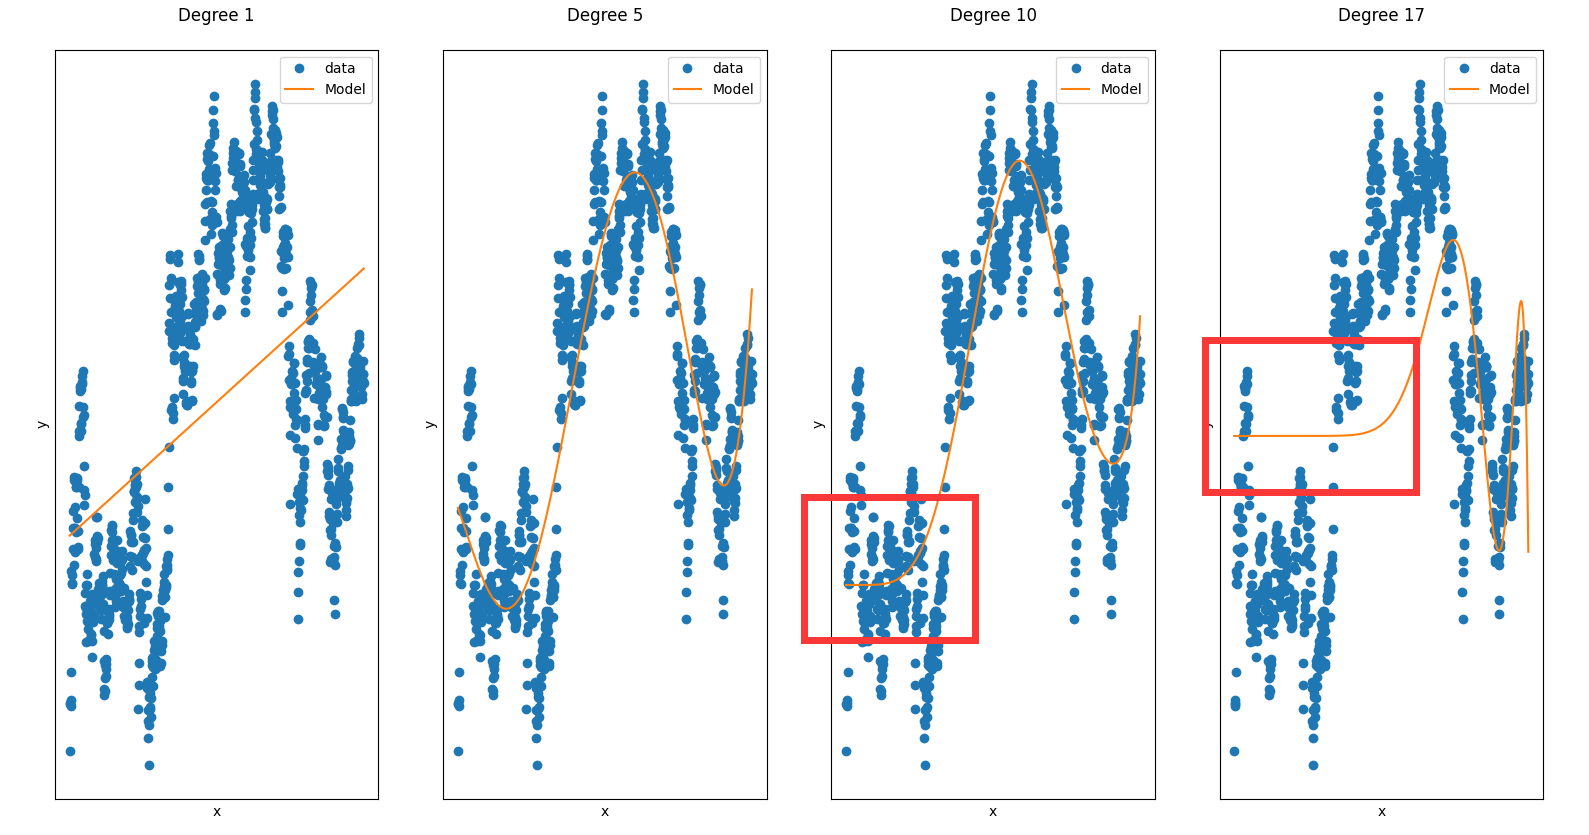 Degree 1
Degree 5
Degree 10
Degree 17
data
Model
data
Model
data
Model
data
Model
y
y
y
x
x
x
x